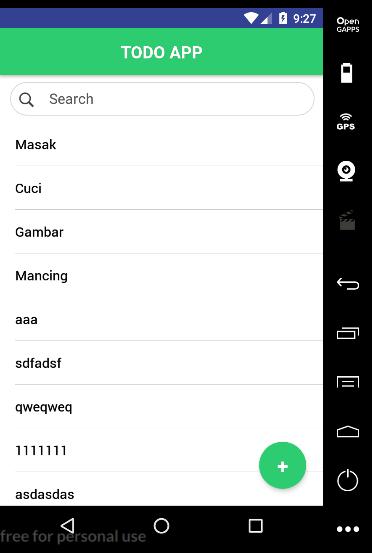 9:27
Open
GAPPS
TODO APP
Search
Masak
GPS
Cuci
Gambar
Mancing
aaa
sdfadsf
qweqweq
1111111
+
asdasdas
free for personal use